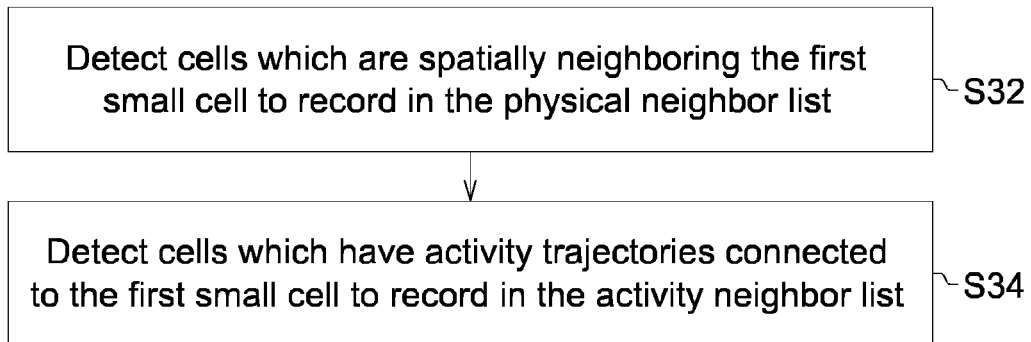 Detect cells which are spatially neighboring the first
small cell to record in the physical neighbor list
S32
Detect cells which have activity trajectories connected
to the first small cell to record in the activity neighbor list
S34